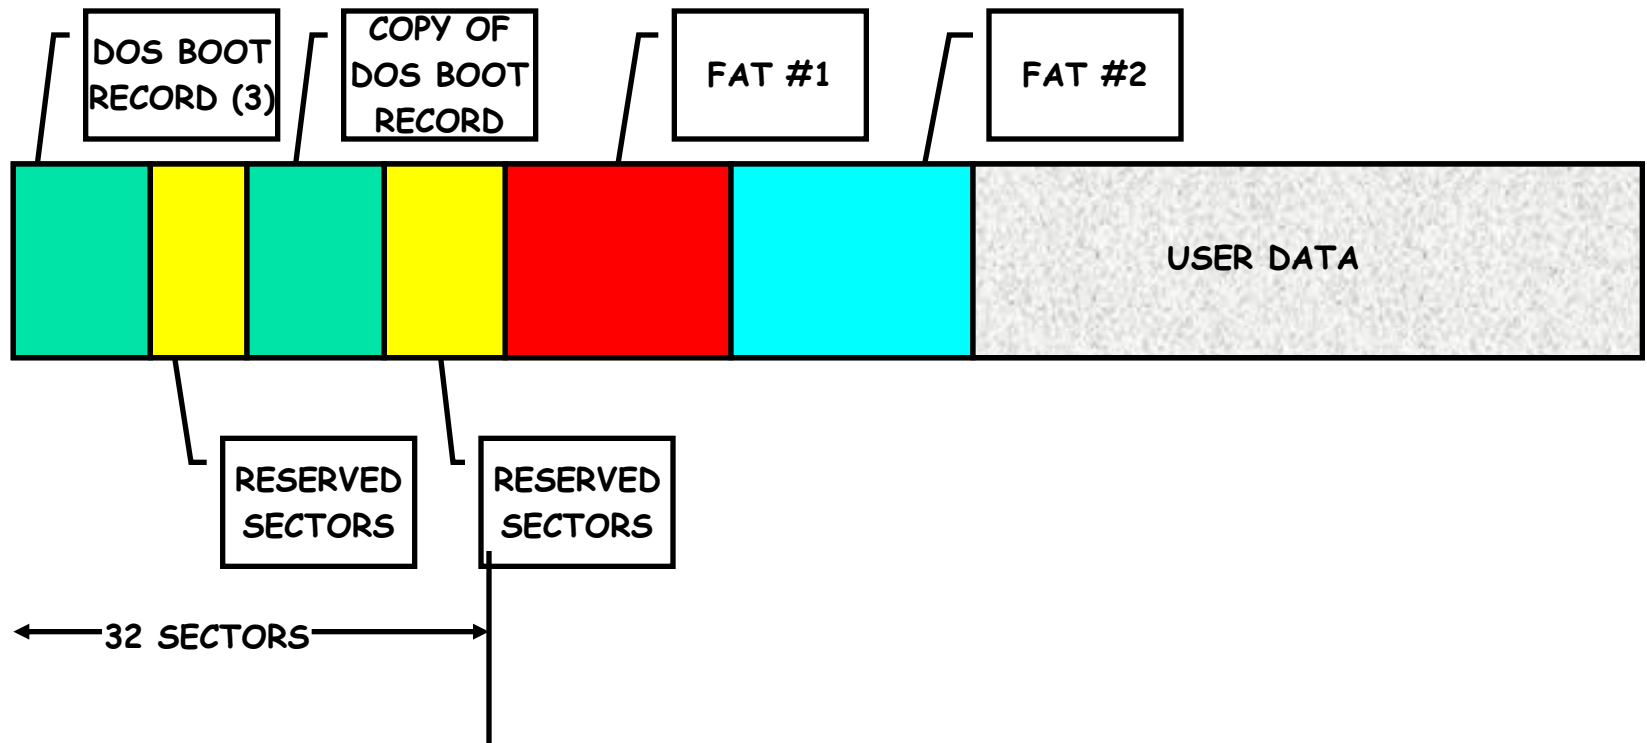 DOS BOOT
RECORD (3)
COPY OF
DOS BOOT
RECORD
FAT #1
FAT #2
USER DATA
RESERVED
SECTORS
RESERVED
SECTORS
32 SECTORS